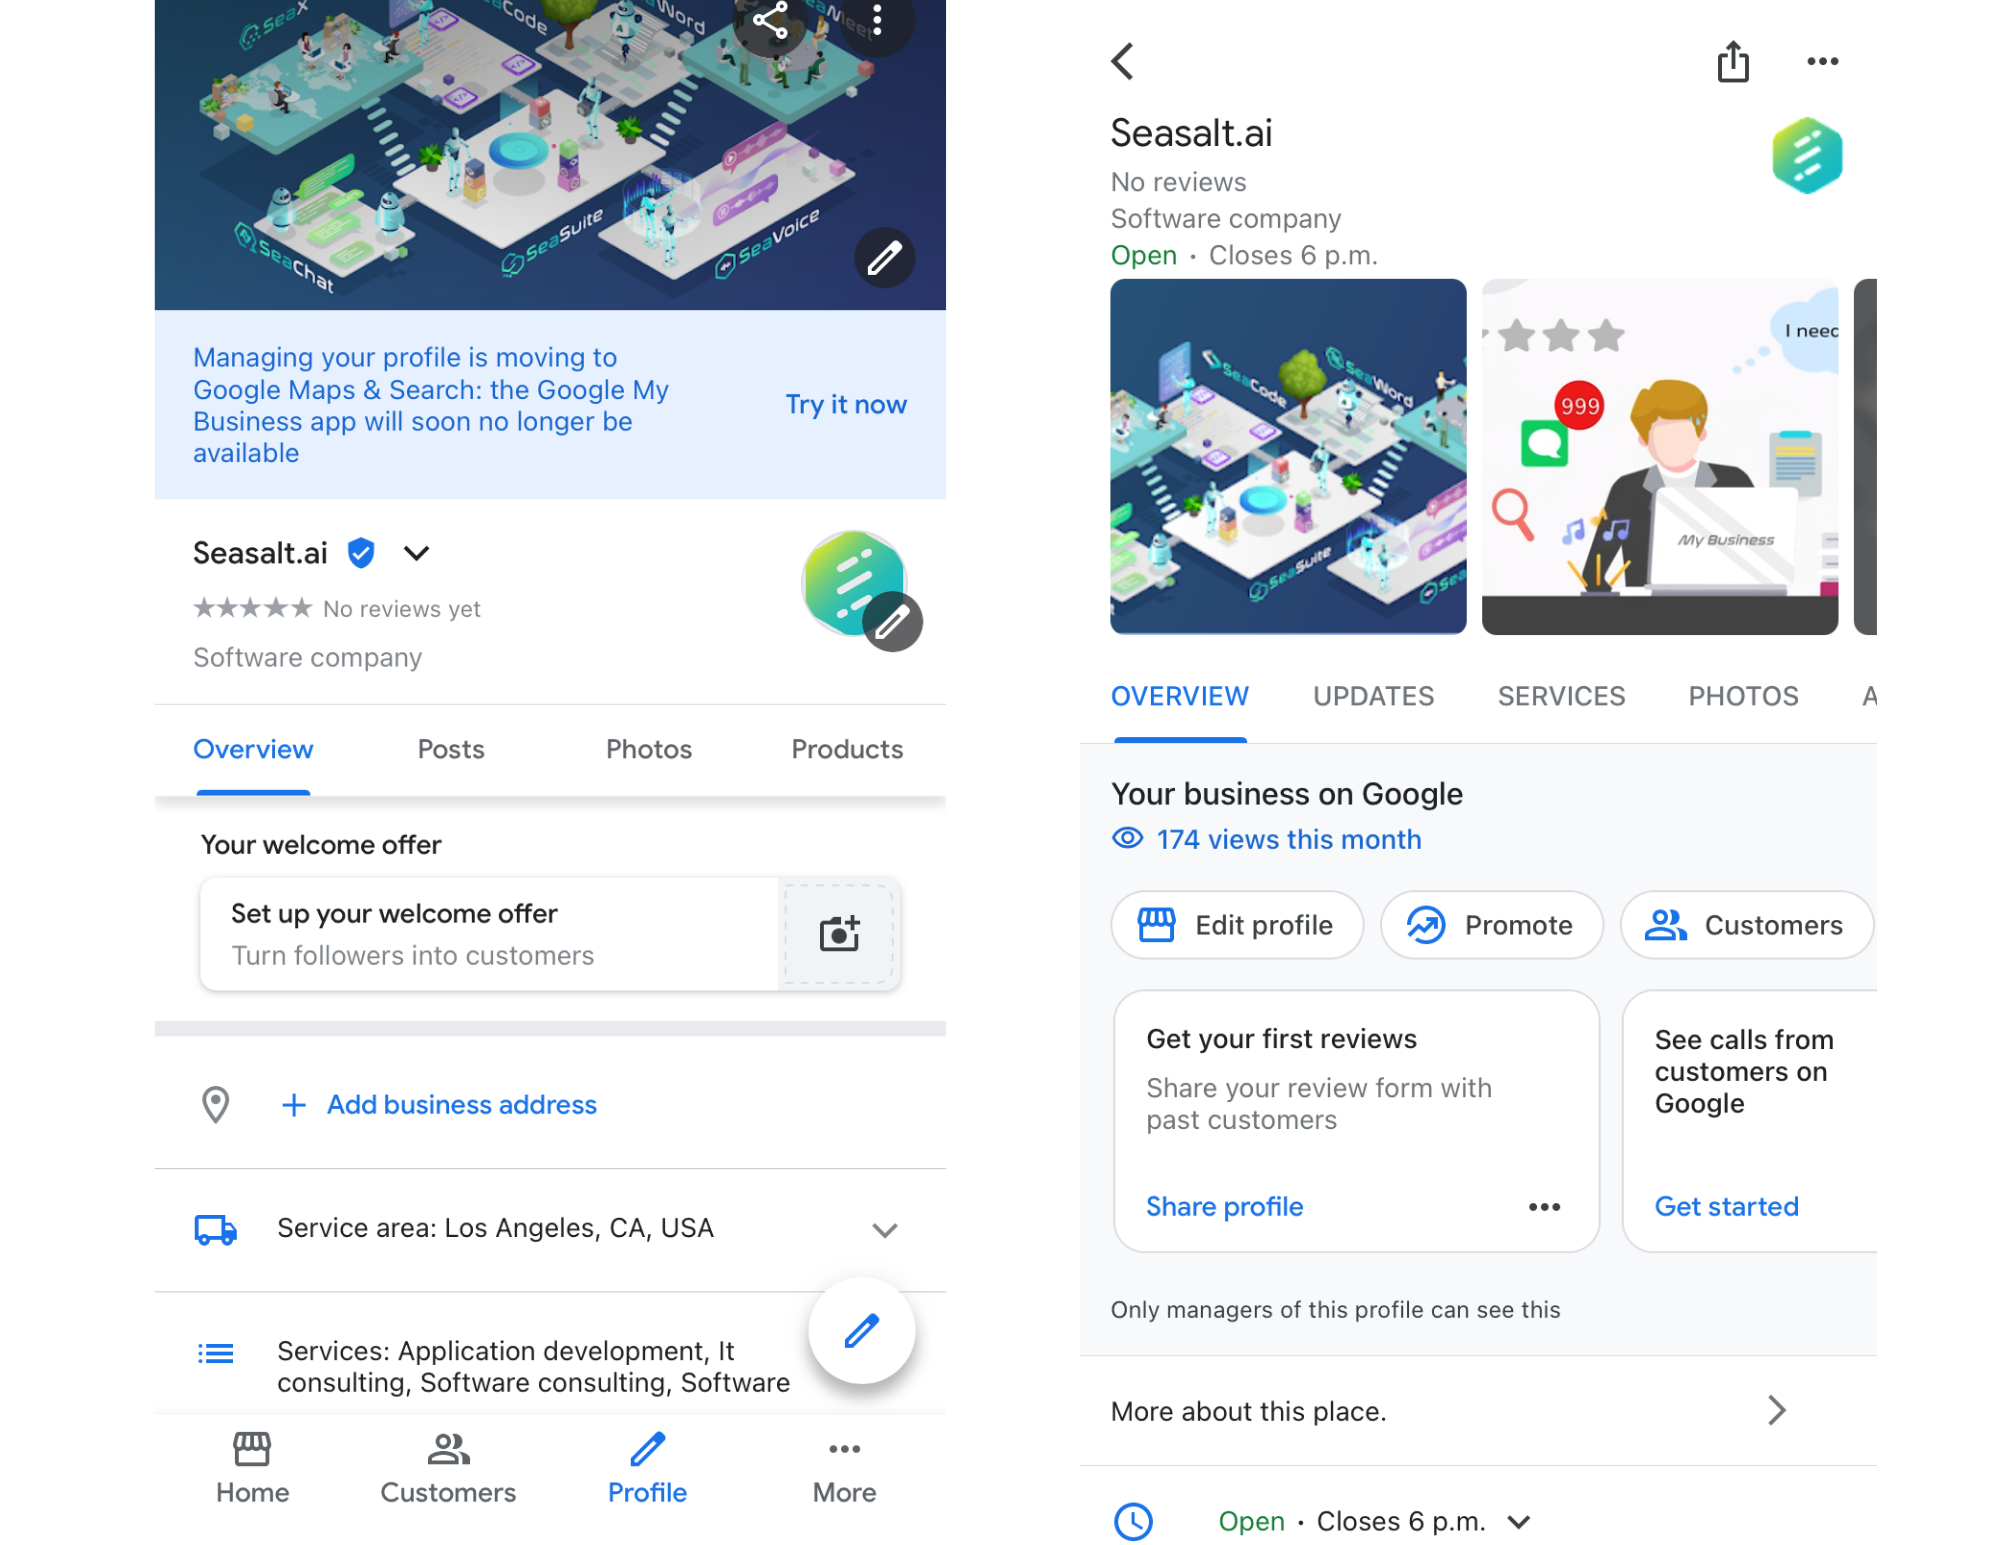 SeaX
SeaCode
SeaWord
SeaMeet
SeaChat
SeaSuite
SeaVoice
Managing your profile is moving to
Google Maps & Search: the Google My
Business app will soon no longer be
available
Try it now
Seasalt.ai
No reviews yet
Software company
Overview
Posts
Photos
Products
Your welcome offer
Set up your welcome offer
Turn followers into customers
+ Add business address
Service area: Los Angeles, CA, USA
Services: Application development, It
consulting, Software consulting, Software
Home
Customers
Profile
More
Seasalt.ai
No reviews
Software company
Open · Closes 6 p.m.
SeaCode
SeaWord
SeaSuite
I need
999
My Business
OVERVIEW
UPDATES
SERVICES
PHOTOS
A
Your business on Google
174 views this month
Edit profile
Promote
Customers
Get your first reviews
Share your review form with
past customers
Share profile
See calls from
customers on
Google
Get started
Only managers of this profile can see this
More about this place.
Open · Closes 6 p.m.